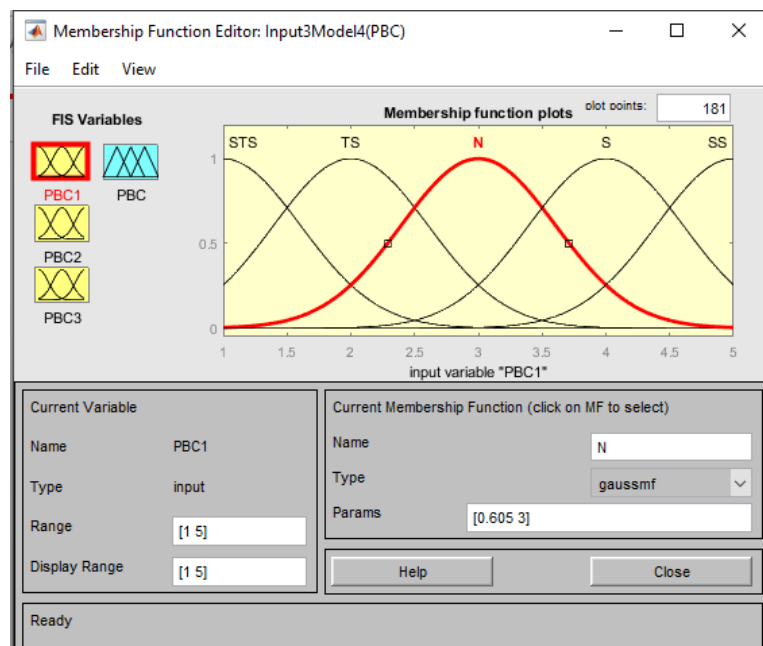 Membership Function Editor: Input3Model4(PBC)
File Edit View
FIS Variables
PBC1 PBC
PBC2
PBC3
Membership function plots plot points: 181
STS TS N S SS
1
0.5
0
1 1.5 2 2.5 3 3.5 4 4.5 5
input variable "PBC1"
Current Variable
Name PBC1
Type input
Range [1 5]
Display Range [1 5]
Current Membership Function (click on MF to select)
Name N
Type gaussmf
Params [0.605 3]
Help Close
Ready